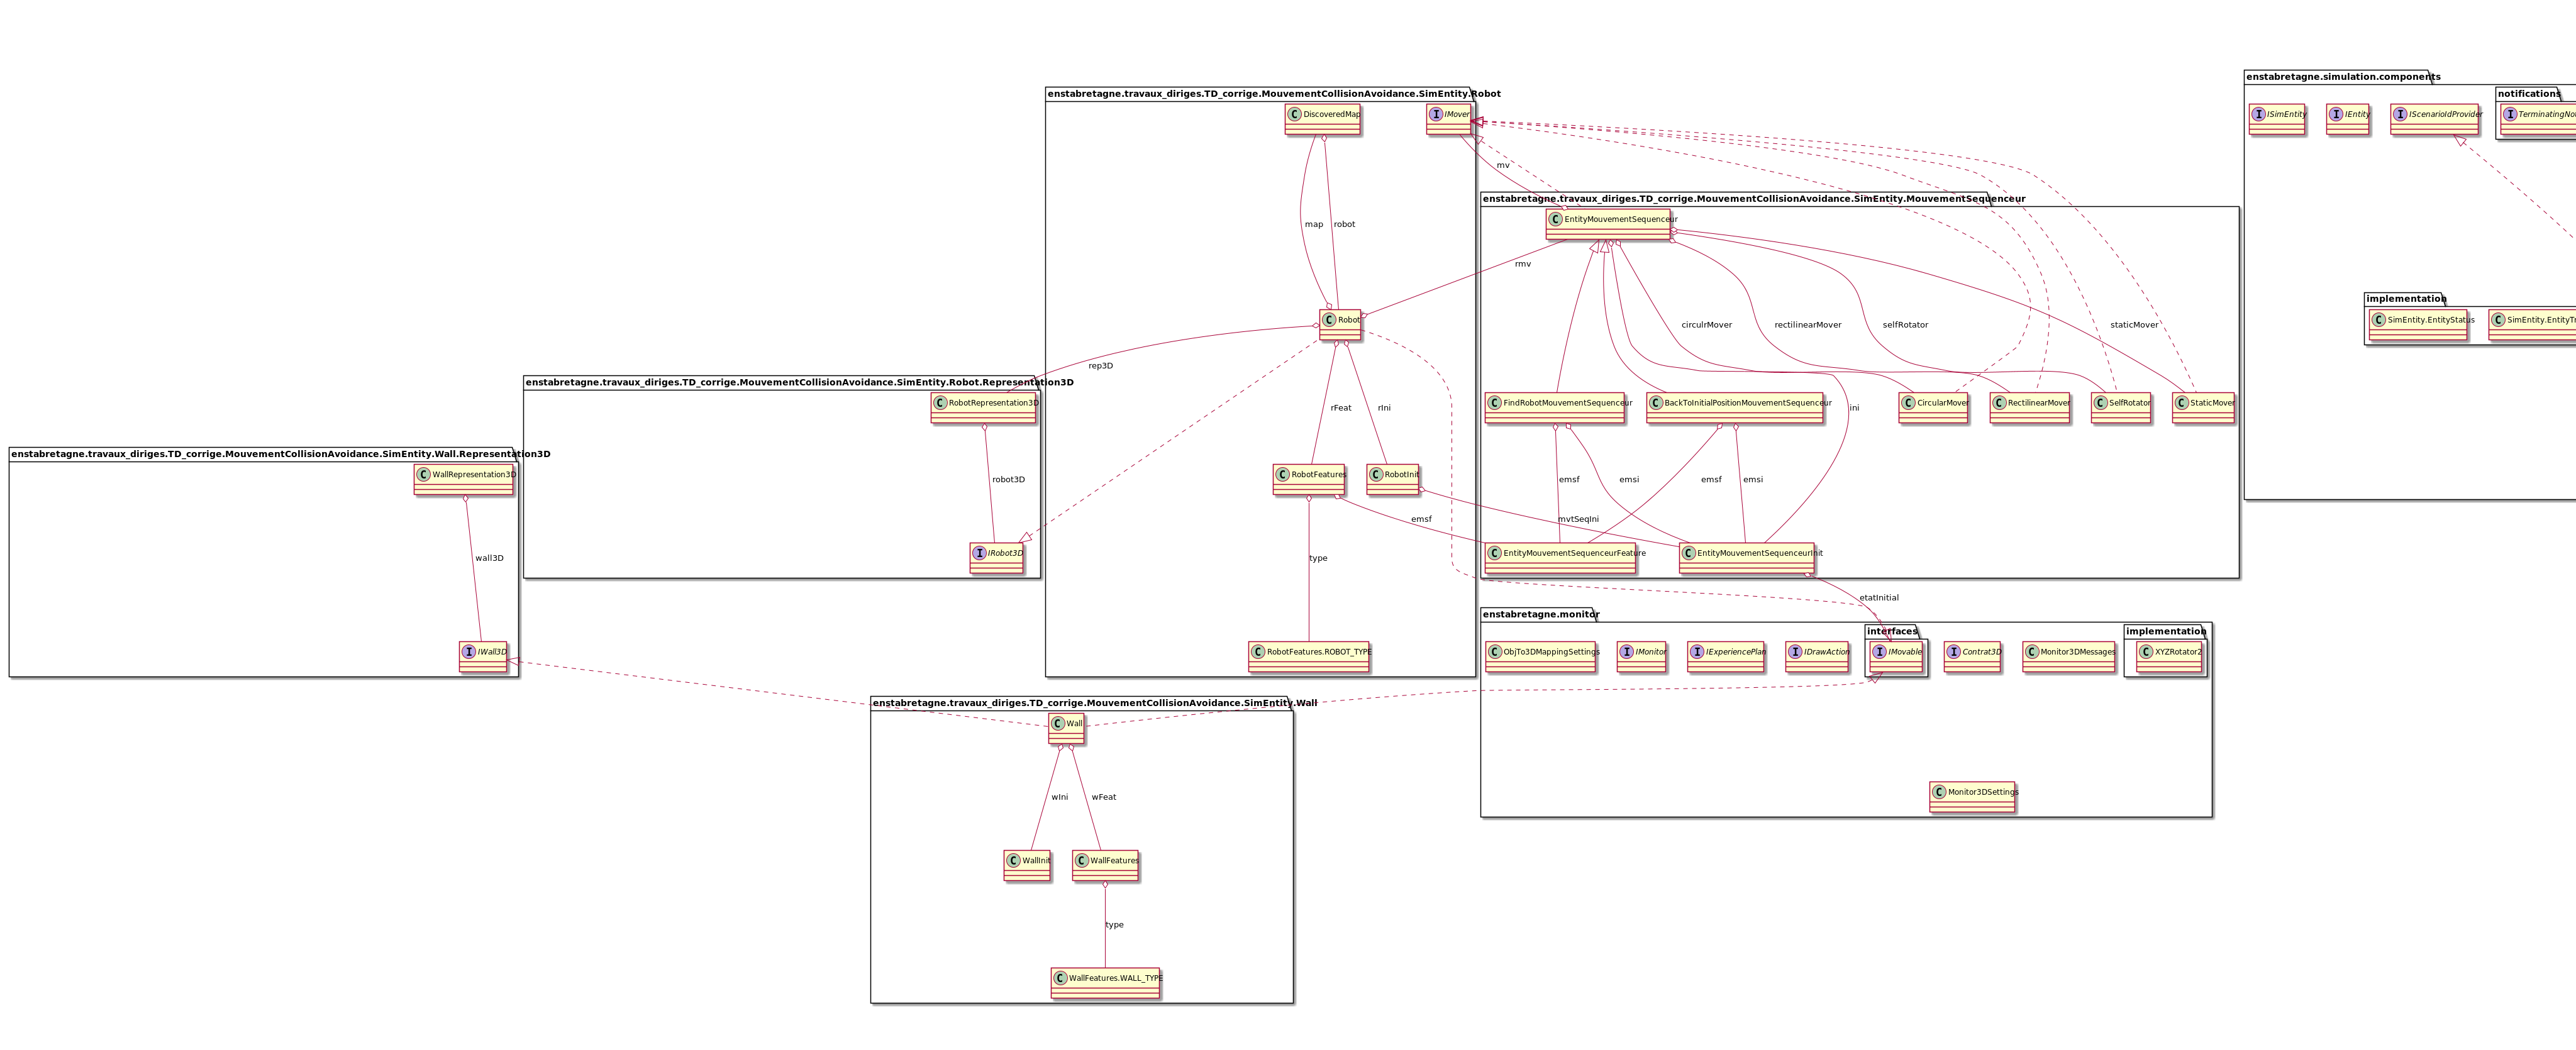 enstabretagne.simulation.components
enstabretagne.travaux_diriges.TD_corrige.MouvementCollisionAvoidance.SimEntity.Robot
notifications
DiscoveredMap
IMover
ISimEntity
IEntity
IScenarioIdProvider
mv
enstabretagne.travaux_diriges.TD_corrige.MouvementCollisionAvoidance.SimEntity.MouvementSequenceur
EntityMouvementSequenceur
map
robot
rmv
implementation
Robot
SimEntity.EntityStatus
circulrMover
rectilinearMover
selfRotator
staticMover
rep3D
enstabretagne.travaux_diriges.TD_corrige.MouvementCollisionAvoidance.SimEntity.Robot.Representation3D
RobotRepresentation3D
FindRobotMouvementSequenceur
BackToInitialPositionMouvementSequenceur
CircularMover
RectilinearMover
SelfRotator
StaticMover
rFeat
rIni
ini
enstabretagne.travaux_diriges.TD_corrige.MouvementCollisionAvoidance.SimEntity.Wall.Representation3D
WallRepresentation3D
RobotFeatures
RobotInit
robot3D
emsf
emsi
emsf
emsi
emsf
mvtSeqIni
IRobot3D
EntityMouvementSequenceurFeature
EntityMouvementSequenceurInit
wall3D
type
etatInitial
enstabretagne.monitor
interfaces
implementation
IWall3D
RobotFeatures.ROBOT_TYPE
ObjTo3DMappingSettings
IMonitor
IExperiencePlan
IDrawAction
IMovable
Contrat3D
Monitor3DMessages
XYZRotator2
enstabretagne.travaux_diriges.TD_corrige.MouvementCollisionAvoidance.SimEntity.Wall
Wall
Monitor3DSettings
wIni
wFeat
WallInit
WallFeatures
type
WallFeatures.WALL_TYPE